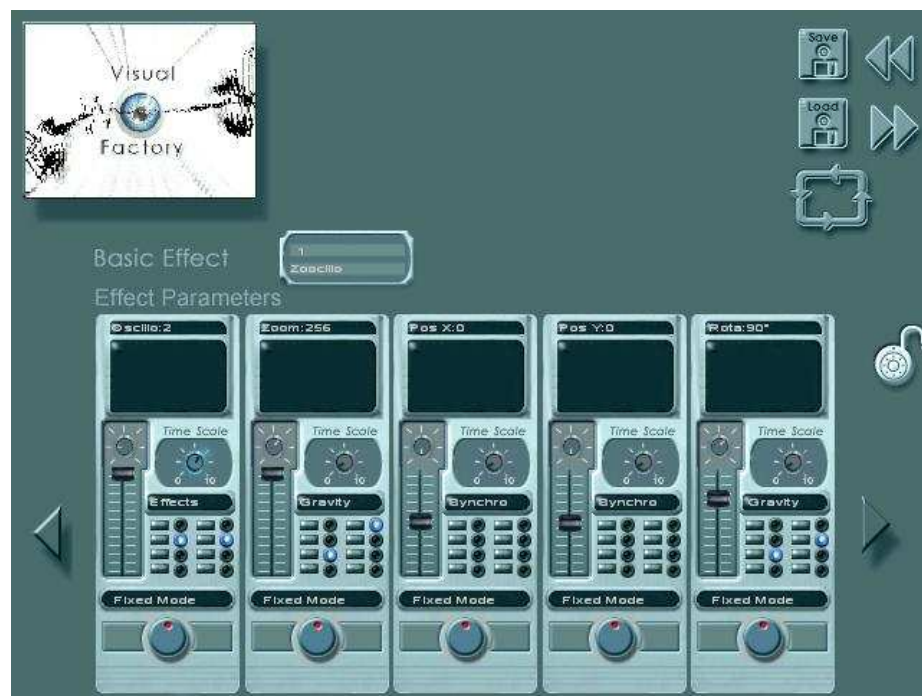 Visual
Factory
Save
Load
Basic Effect
1
Zoscillo
Effect Parameters
Oscillo:2
Zoom:256
Pos X:0
Pos Y:0
Rota:90°
Time Scale
Time Scale
Time Scale
Time Scale
Time Scale
0 10
0 10
0 10
0 10
0 10
Effects
Gravity
Synchro
Synchro
Gravity
Fixed Mode
Fixed Mode
Fixed Mode
Fixed Mode
Fixed Mode